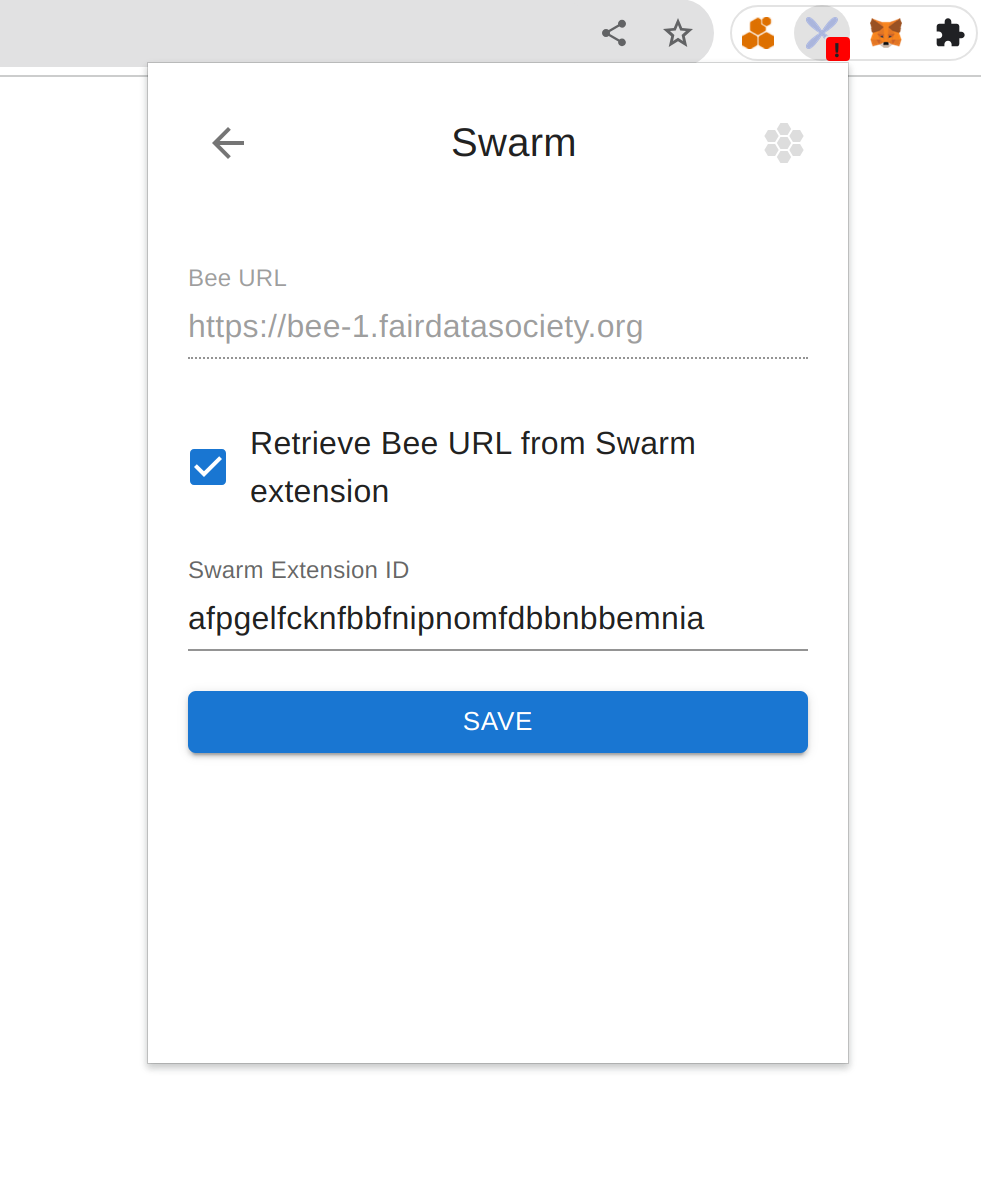 !
Swarm
Bee URL
https://bee-1.fairdatasociety.org
Retrieve Bee URL from Swarm
extension
Swarm Extension ID
afpgelfcknfbbfnipnomfdbbnbbemnia
SAVE